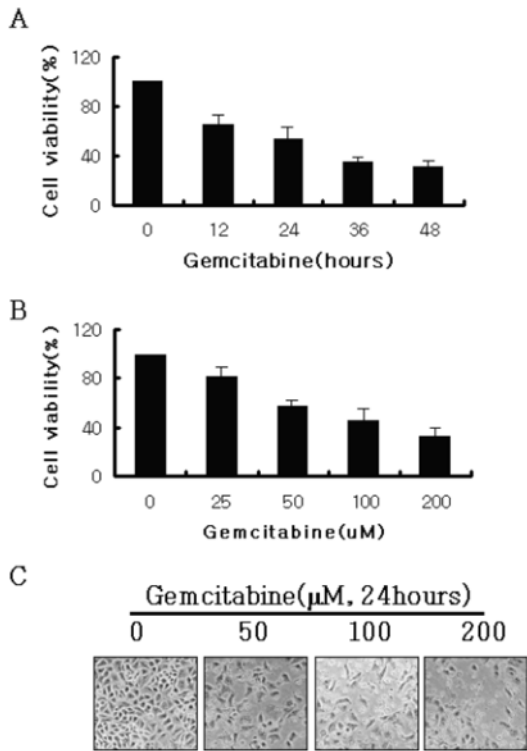 A
Cell viability(%)
120
80
40
0
0 12 24 36 48
Gemcitabine(hours)
B
Cell viability(%)
120
80
40
0
0 25 50 100 200
Gemcitabine(uM)
C
Gemcitabine(μM, 24hours)
0 50 100 200